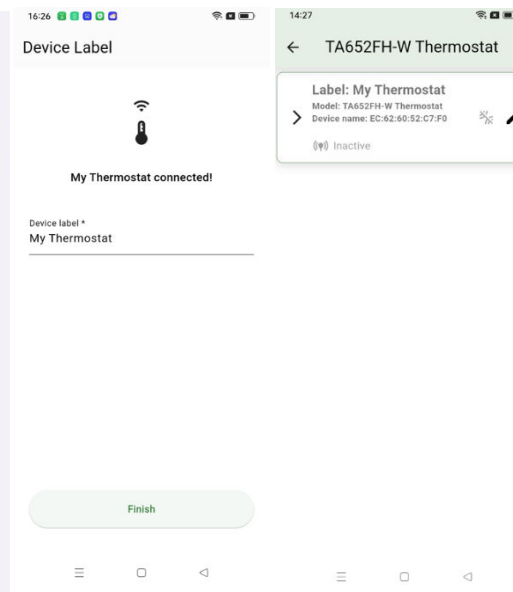 16:26
Device Label
My Thermostat connected!
Device label *
My Thermostat
Finish
14:27
TA652FH-W Thermostat
Label: My Thermostat
Model: TA652FH-W Thermostat
Device name: EC:62:60:52:C7:F0
Inactive